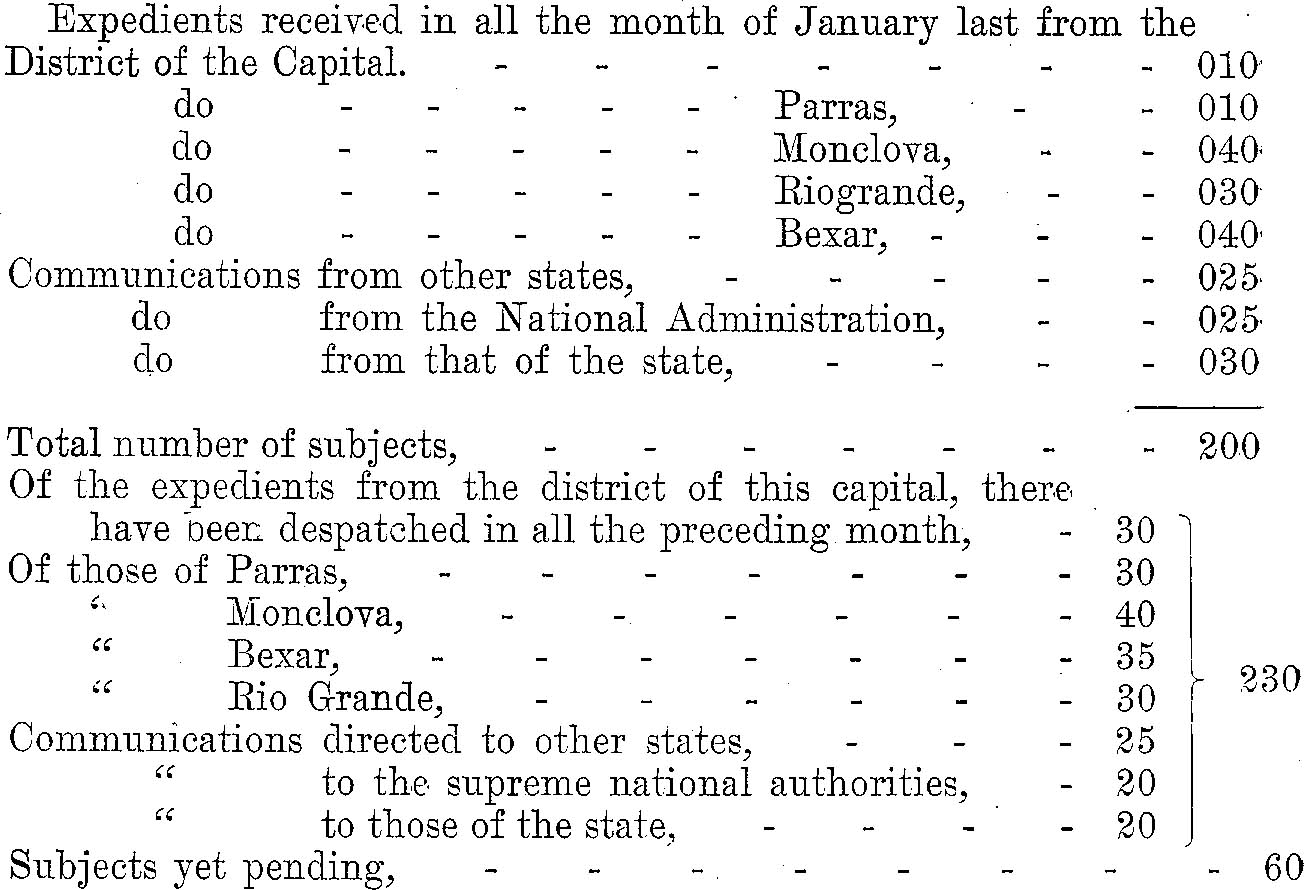 Expedients received in all the month of January last from the
District of the Capital. - - - - - - - 010
do - - - - - Parras, - - 010
do - - - - - Monclova, - - 040
do - - - - - Riogrande, - - 030
do - - - - - Bexar, - - - 040
Communications from other states, - - - - - 025
do from the National Administration, - - 025
do from that of the state, - - - - 030
Total number of subjects, - - - - - - - 200
Of the expedients from the district of this capital, there
have been despatched in all the preceding month, - 30
Of those of Parras, - - - - - - - 30
“ Monclova, - - - - - - 40
“ Bexar, - - - - - - - 35
“ Rio Grande, - - - - - - 30
230
Communications directed to other states, - - - 25
“ to the supreme national authorities, - 20
“ to those of the state, - - - - 20
Subjects yet pending, - - - - - - - - 60